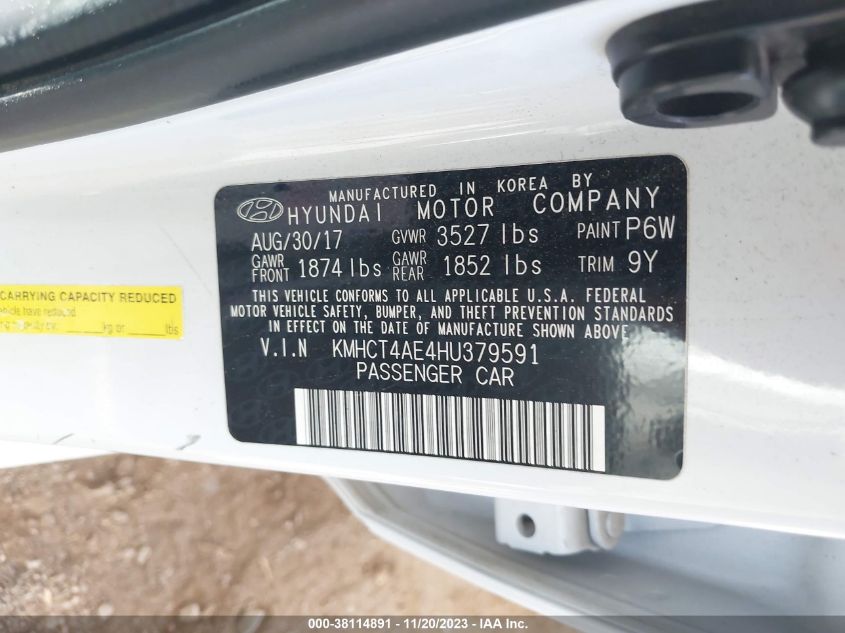 MANUFACTURED IN KOREA BY
HYUNDAI MOTOR COMPANY
AUG/30/17 GVWR 3527 lbs PAINT P6W
GAWR FRONT 1874 lbs GAWR REAR 1852 lbs TRIM 9Y
THIS VEHICLE CONFORMS TO ALL APPLICABLE U.S.A. FEDERAL
MOTOR VEHICLE SAFETY, BUMPER, AND THEFT PREVENTION STANDARDS
IN EFFECT ON THE DATE OF MANUFACTURE SHOWN ABOVE
V.I.N KMHCT4AE4HU379591
PASSENGER CAR
CARRYING CAPACITY REDUCED
have reduced
kg or lbs
000-38114891 - 11/20/2023 - IAA Inc.